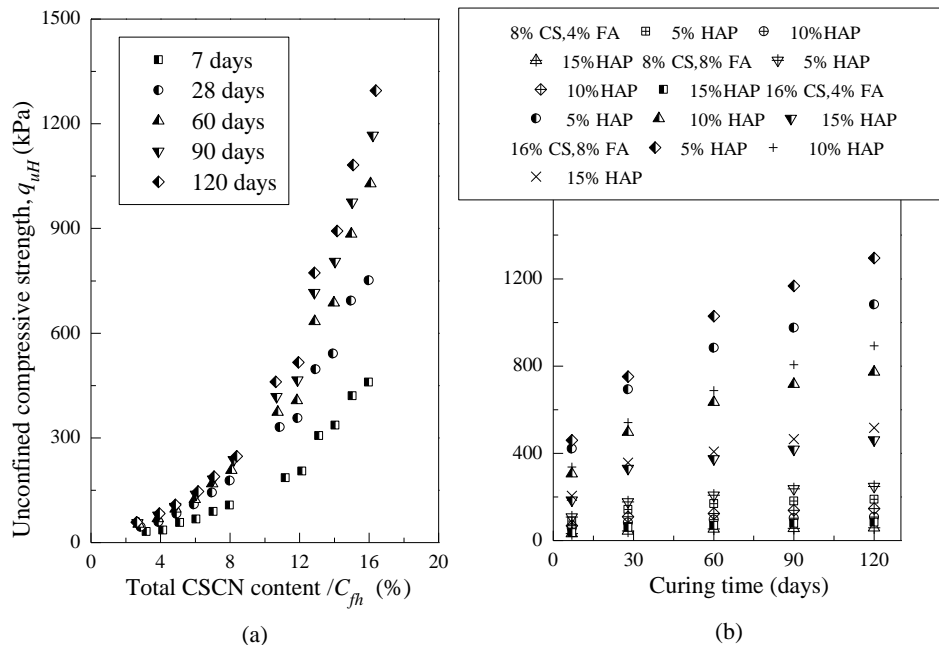 1500
1200
900
600
300
0
Unconfined compressive strength, q_uH (kPa)
7 days
28 days
60 days
90 days
120 days
0 4 8 12 16 20
Total CSCN content /C_fh (%)
(a)
8% CS,4% FA 5% HAP 10%HAP
15%HAP 8% CS,8% FA 5% HAP
10%HAP 15%HAP 16% CS,4% FA
5% HAP 10% HAP 15% HAP
16% CS,8% FA 5% HAP 10% HAP
15% HAP
1200
800
400
0
0 30 60 90 120
Curing time (days)
(b)